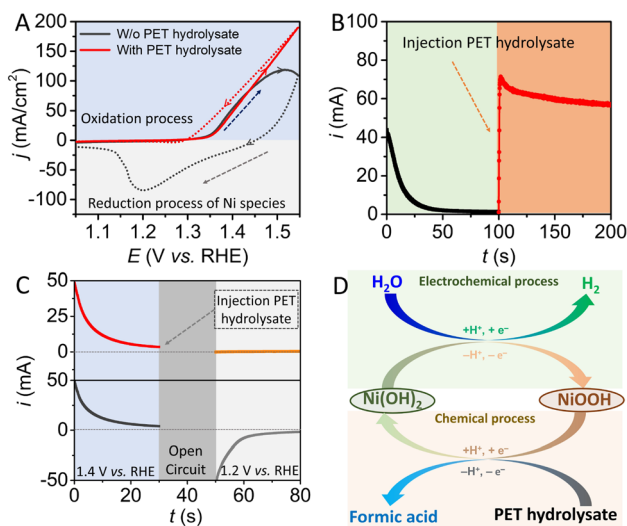 A
W/o PET hydrolysate
With PET hydrolysate
Oxidation process
Reduction process of Ni species
200
150
100
50
0
-50
-100
j (mA/cm²)
1.1 1.2 1.3 1.4 1.5
E (V vs. RHE)
B
Injection PET hydrolysate
100
80
60
40
20
0
i (mA)
0 50 100 150 200
t (s)
C
Injection PET
hydrolysate
50
0
50
0
-50
i (mA)
1.4 V vs. RHE
Open
Circuit
1.2 V vs. RHE
0 20 40 60 80
t (s)
D
Electrochemical process
H₂O
H₂
+H⁺, + e⁻
–H⁺, – e⁻
Ni(OH)₂
NiOOH
Chemical process
+H⁺, + e⁻
–H⁺, – e⁻
Formic acid
PET hydrolysate